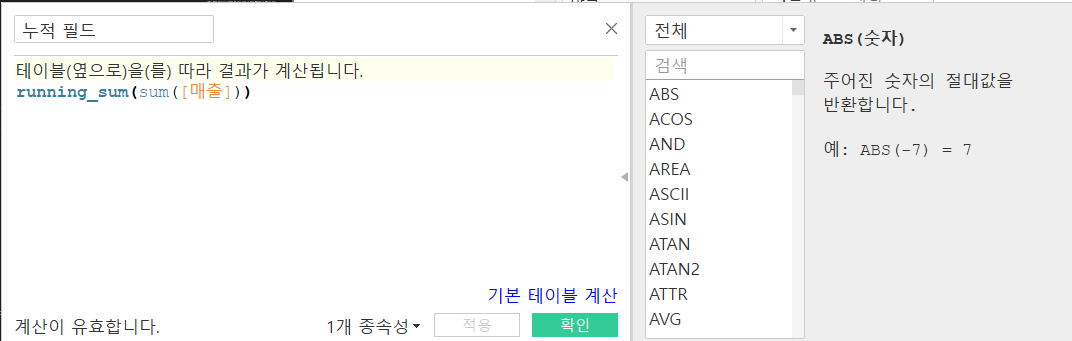 누적 필드
테이블(옆으로)을(를) 따라 결과가 계산됩니다.
running_sum(sum([매출]))
기본 테이블 계산
계산이 유효합니다.
1개 종속성
적용
확인
전체
검색
ABS
ACOS
AND
AREA
ASCII
ASIN
ATAN
ATAN2
ATTR
AVG
ABS(숫자)
주어진 숫자의 절대값을
반환합니다.
예: ABS(-7) = 7